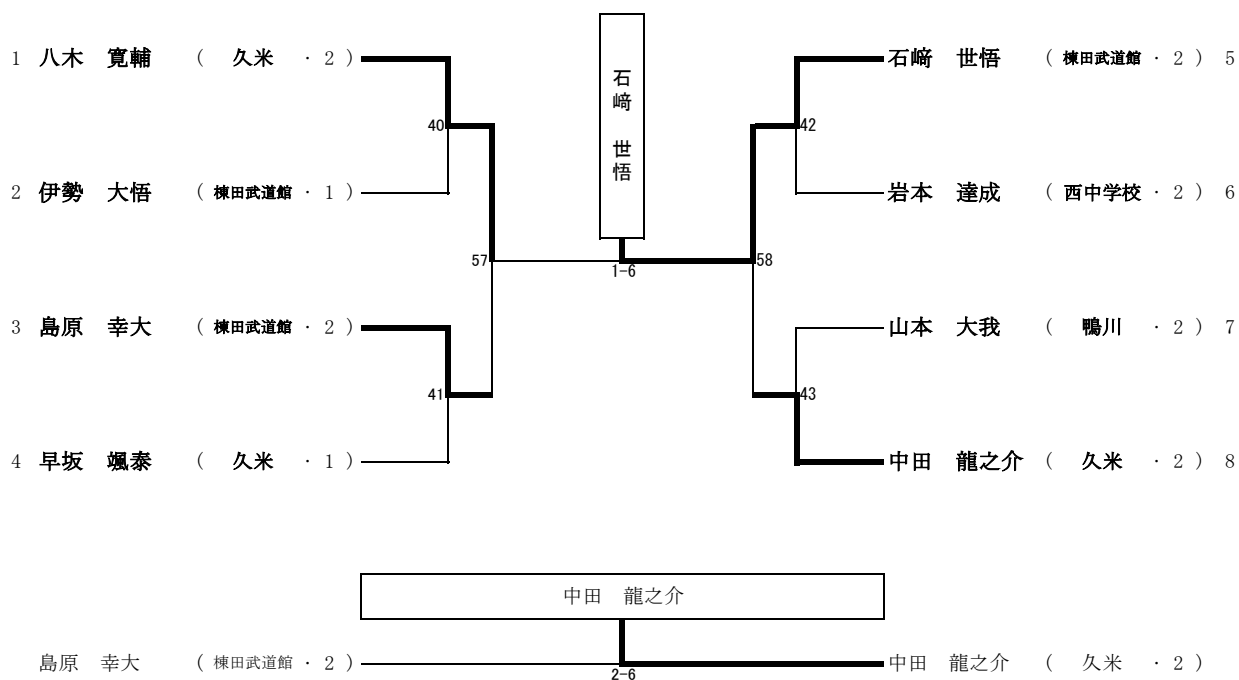 石﨑 世悟
1 八木 寛輔 ( 久米 ・ 2 )
石﨑 世悟 ( 棟田武道館 ・ 2 ) 5
40
42
2 伊勢 大悟 ( 棟田武道館 ・ 1 )
岩本 達成 ( 西中学校 ・ 2 ) 6
57
1-6
58
3 島原 幸大 ( 棟田武道館 ・ 2 )
山本 大我 ( 鴨川 ・ 2 ) 7
41
43
4 早坂 颯泰 ( 久米 ・ 1 )
中田 龍之介 ( 久米 ・ 2 ) 8
中田 龍之介
島原 幸大 ( 棟田武道館 ・ 2 )
2-6
中田 龍之介 ( 久米 ・ 2 )